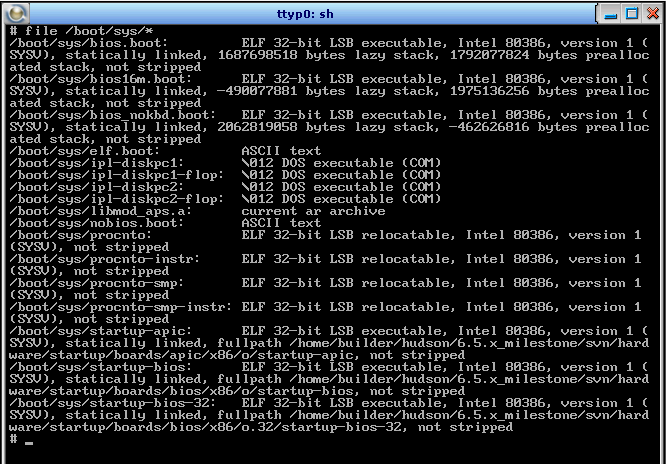 ttyp0: sh
# file /boot/sys/*
/boot/sys/bios.boot:          ELF 32-bit LSB executable, Intel 80386, version 1 (
SYSV), statically linked, 1687698518 bytes lazy stack, 1792077824 bytes prealloc
ated stack, not stripped
/boot/sys/bios16m.boot:       ELF 32-bit LSB executable, Intel 80386, version 1 (
SYSV), statically linked, -490077881 bytes lazy stack, 1975136256 bytes prealloc
ated stack, not stripped
/boot/sys/bios_nokbd.boot:    ELF 32-bit LSB executable, Intel 80386, version 1 (
SYSV), statically linked, 2062819058 bytes lazy stack, -462626816 bytes prealloc
ated stack, not stripped
/boot/sys/elf.boot:           ASCII text
/boot/sys/ipl-diskpc1:        \012 DOS executable (COM)
/boot/sys/ipl-diskpc1-flop:   \012 DOS executable (COM)
/boot/sys/ipl-diskpc2:        \012 DOS executable (COM)
/boot/sys/ipl-diskpc2-flop:   \012 DOS executable (COM)
/boot/sys/libmod_aps.a:       current ar archive
/boot/sys/nobios.boot:        ASCII text
/boot/sys/procnto:            ELF 32-bit LSB relocatable, Intel 80386, version 1
(SYSV), not stripped
/boot/sys/procnto-instr:      ELF 32-bit LSB relocatable, Intel 80386, version 1
(SYSV), not stripped
/boot/sys/procnto-smp:        ELF 32-bit LSB relocatable, Intel 80386, version 1
(SYSV), not stripped
/boot/sys/procnto-smp-instr: ELF 32-bit LSB relocatable, Intel 80386, version 1
(SYSV), not stripped
/boot/sys/startup-apic:       ELF 32-bit LSB executable, Intel 80386, version 1 (
SYSV), statically linked, fullpath /home/builder/hudson/6.5.x_milestone/svn/hard
ware/startup/boards/apic/x86/o/startup-apic, not stripped
/boot/sys/startup-bios:       ELF 32-bit LSB executable, Intel 80386, version 1 (
SYSV), statically linked, fullpath /home/builder/hudson/6.5.x_milestone/svn/hard
ware/startup/boards/bios/x86/o/startup-bios, not stripped
/boot/sys/startup-bios-32:    ELF 32-bit LSB executable, Intel 80386, version 1 (
SYSV), statically linked, fullpath /home/builder/hudson/6.5.x_milestone/svn/hard
ware/startup/boards/bios/x86/o.32/startup-bios-32, not stripped
# _